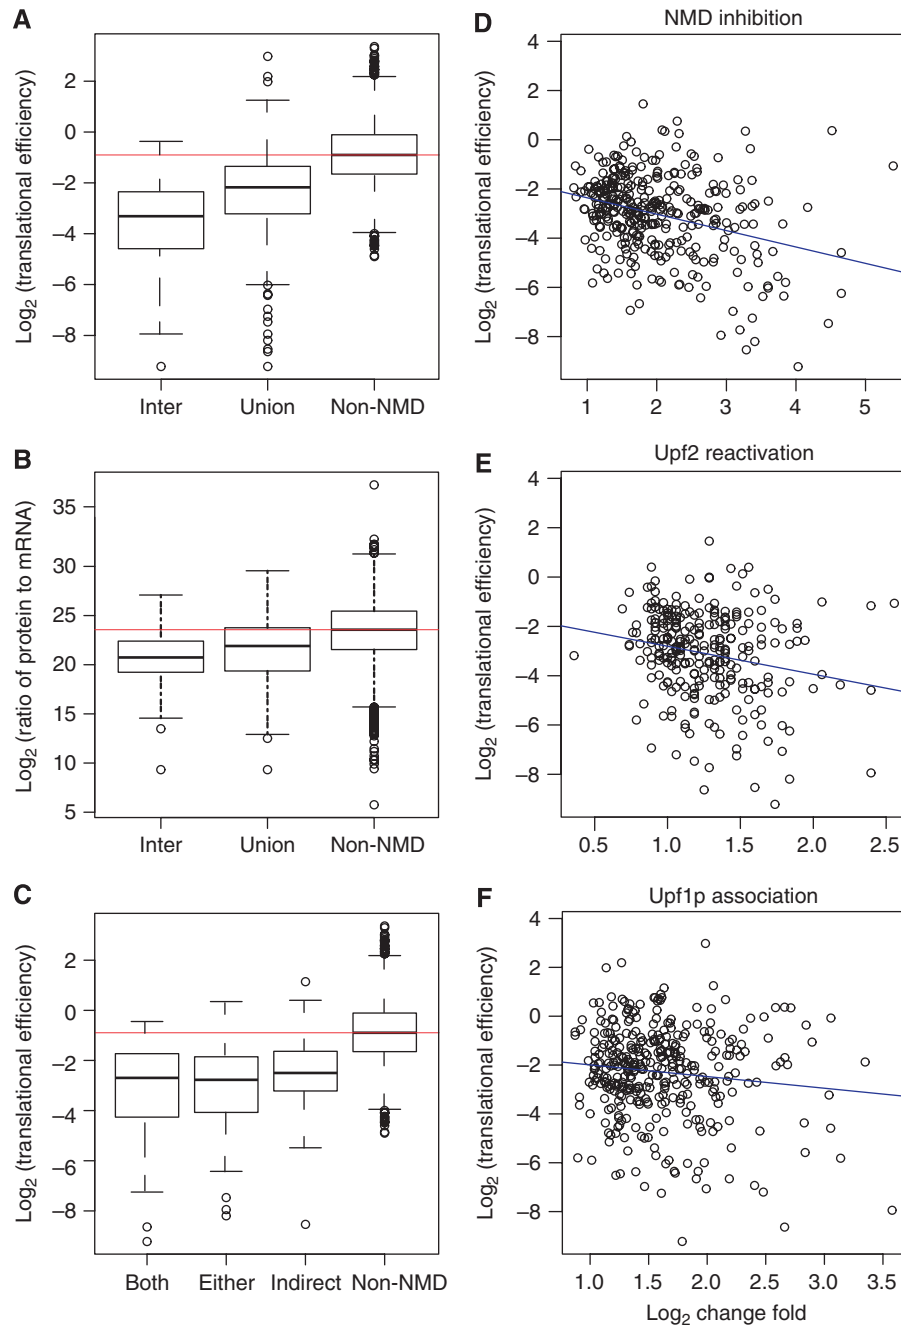 A
Log2 (translational efficiency)
2
0
−2
−4
−6
−8
Inter Union Non-NMD
B
Log2 (ratio of protein to mRNA)
35
30
25
20
15
10
5
Inter Union Non-NMD
C
Log2 (translational efficiency)
2
0
−2
−4
−6
−8
Both Either Indirect Non-NMD
D
NMD inhibition
Log2 (translational efficiency)
4
2
0
−2
−4
−6
−8
1 2 3 4 5
E
Upf2 reactivation
Log2 (translational efficiency)
4
2
0
−2
−4
−6
−8
0.5 1.0 1.5 2.0 2.5
F
Upf1p association
Log2 (translational efficiency)
4
2
0
−2
−4
−6
−8
1.0 1.5 2.0 2.5 3.0 3.5
Log2 change fold